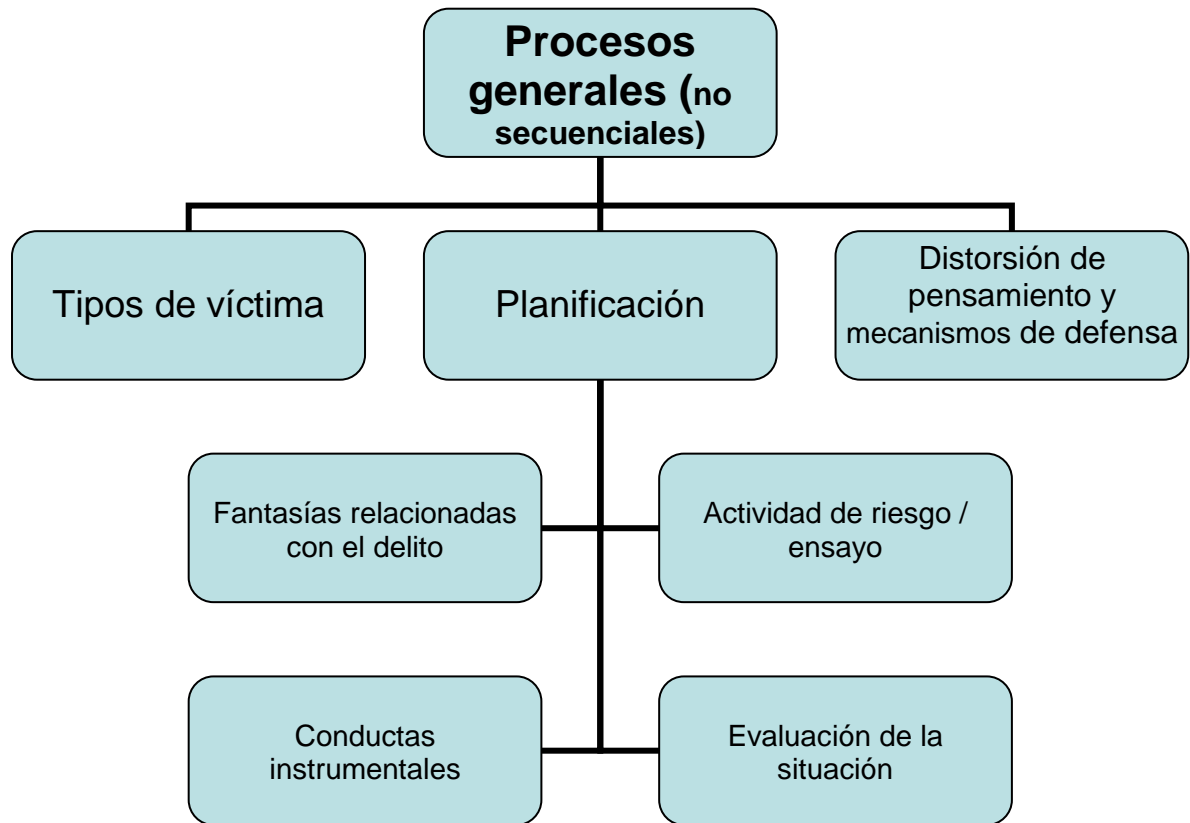 Procesos
generales (no
secuenciales)
Tipos de víctima
Planificación
Distorsión de
pensamiento y
mecanismos de defensa
Fantasías relacionadas
con el delito
Actividad de riesgo /
ensayo
Conductas
instrumentales
Evaluación de la
situación